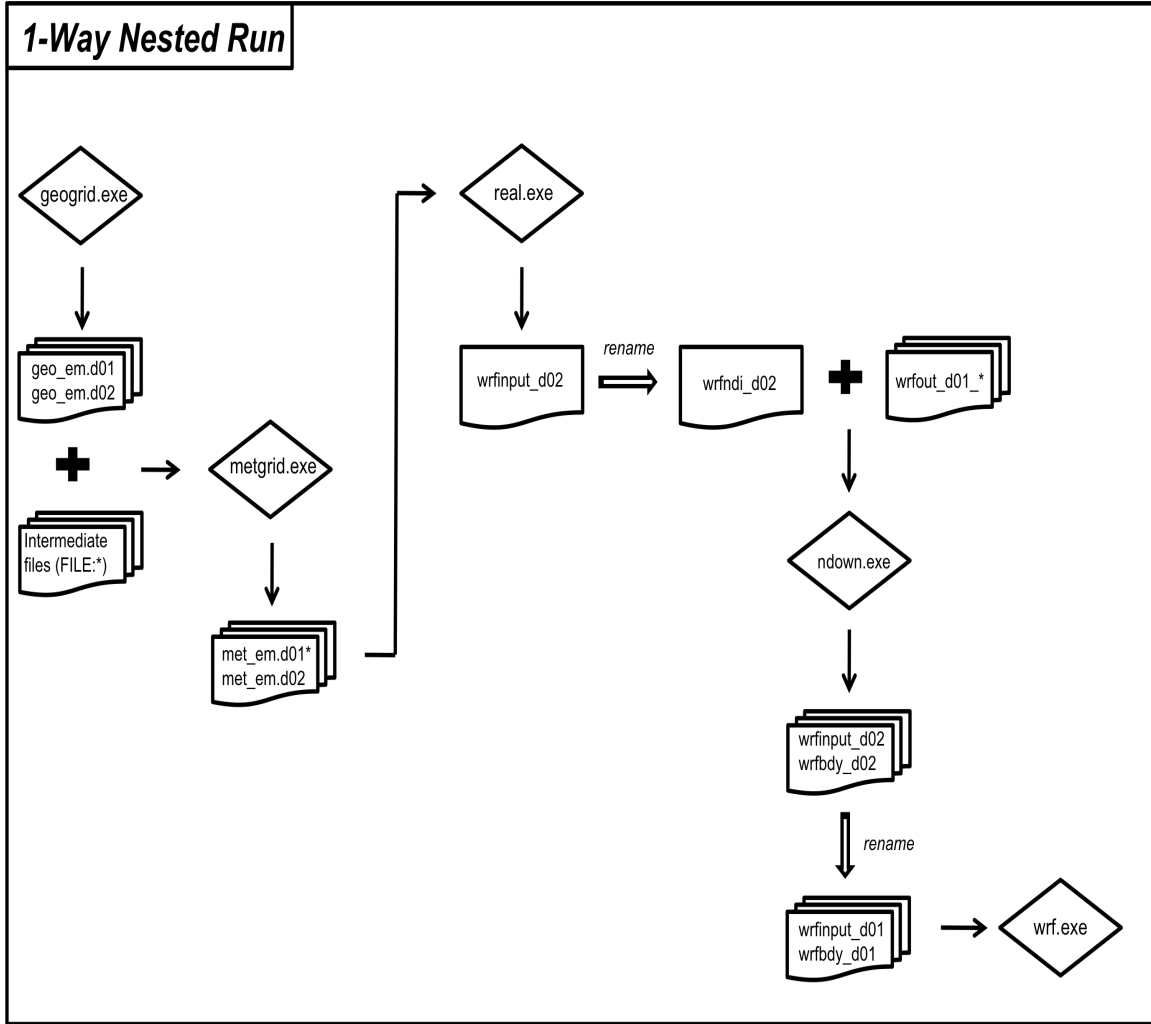 1-Way Nested Run
geogrid.exe
geo_em.d01
geo_em.d02
Intermediate
files (FILE:*)
metgrid.exe
met_em.d01*
met_em.d02
real.exe
wrfinput_d02
rename
wrfndi_d02
wrfout_d01_*
ndown.exe
wrfinput_d02
wrfbdy_d02
rename
wrfinput_d01
wrfbdy_d01
wrf.exe